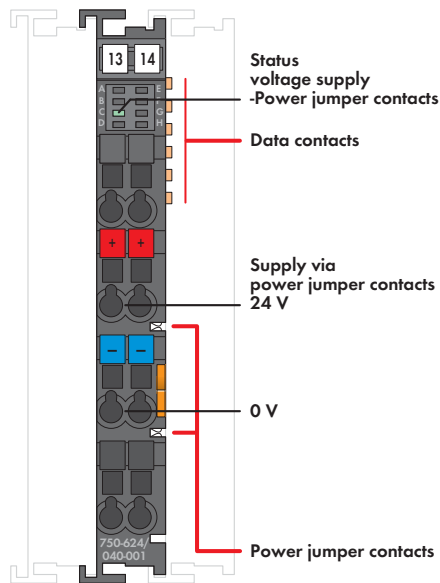 13 14
Status
voltage supply
-Power jumper contacts
A E
B F
C G
D H
Data contacts
+ +
Supply via
power jumper contacts
24 V
− −
0 V
750-624/
040-001
Power jumper contacts